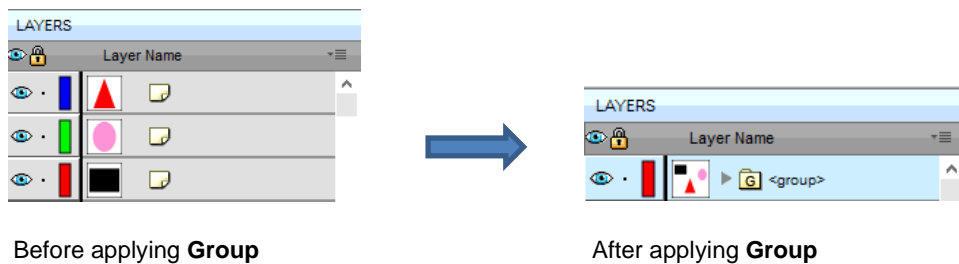 LAYERS
Layer Name
LAYERS
Layer Name
G <group>
Before applying Group
After applying Group